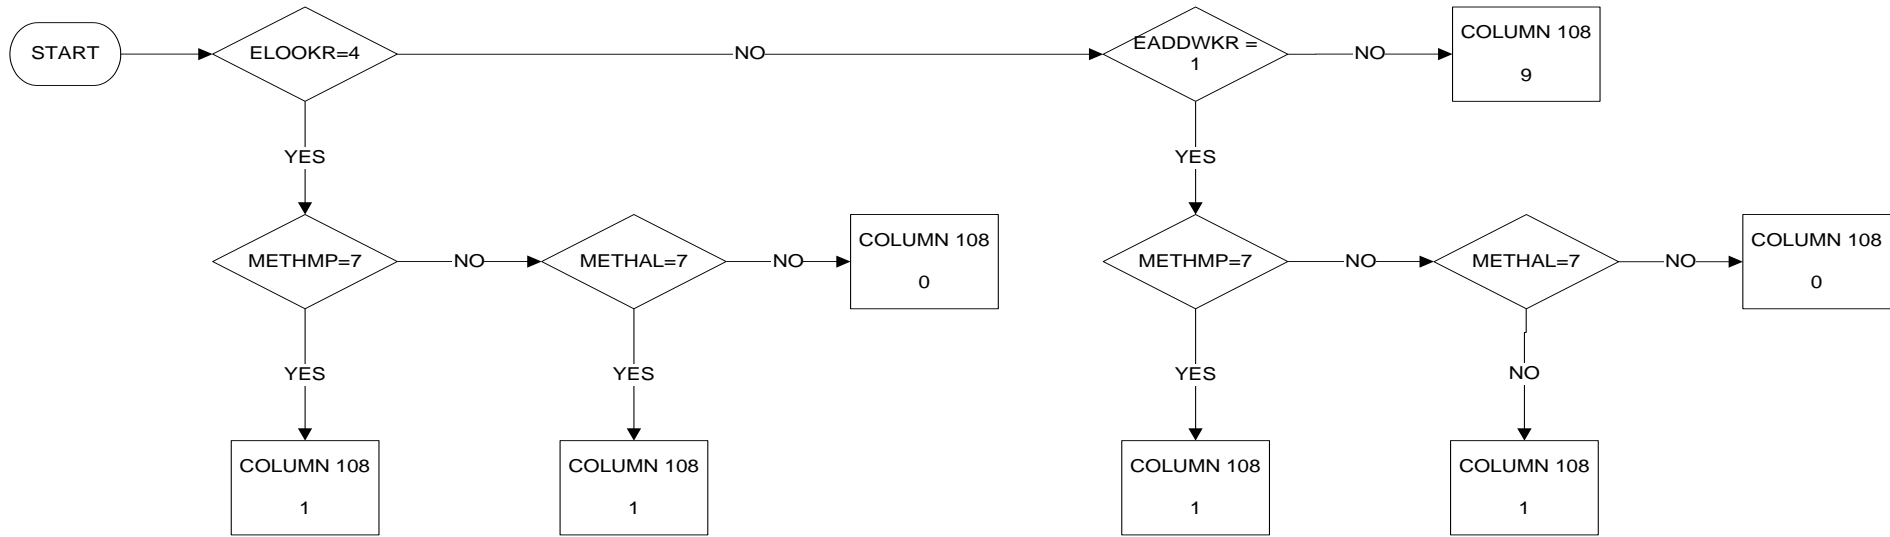 START
ELOOKR=4
NO
EADDWKR =
1
NO
COLUMN 108
9
YES
YES
METHMP=7
NO
METHAL=7
NO
COLUMN 108
0
METHMP=7
NO
METHAL=7
NO
COLUMN 108
0
YES
YES
YES
NO
COLUMN 108
1
COLUMN 108
1
COLUMN 108
1
COLUMN 108
1